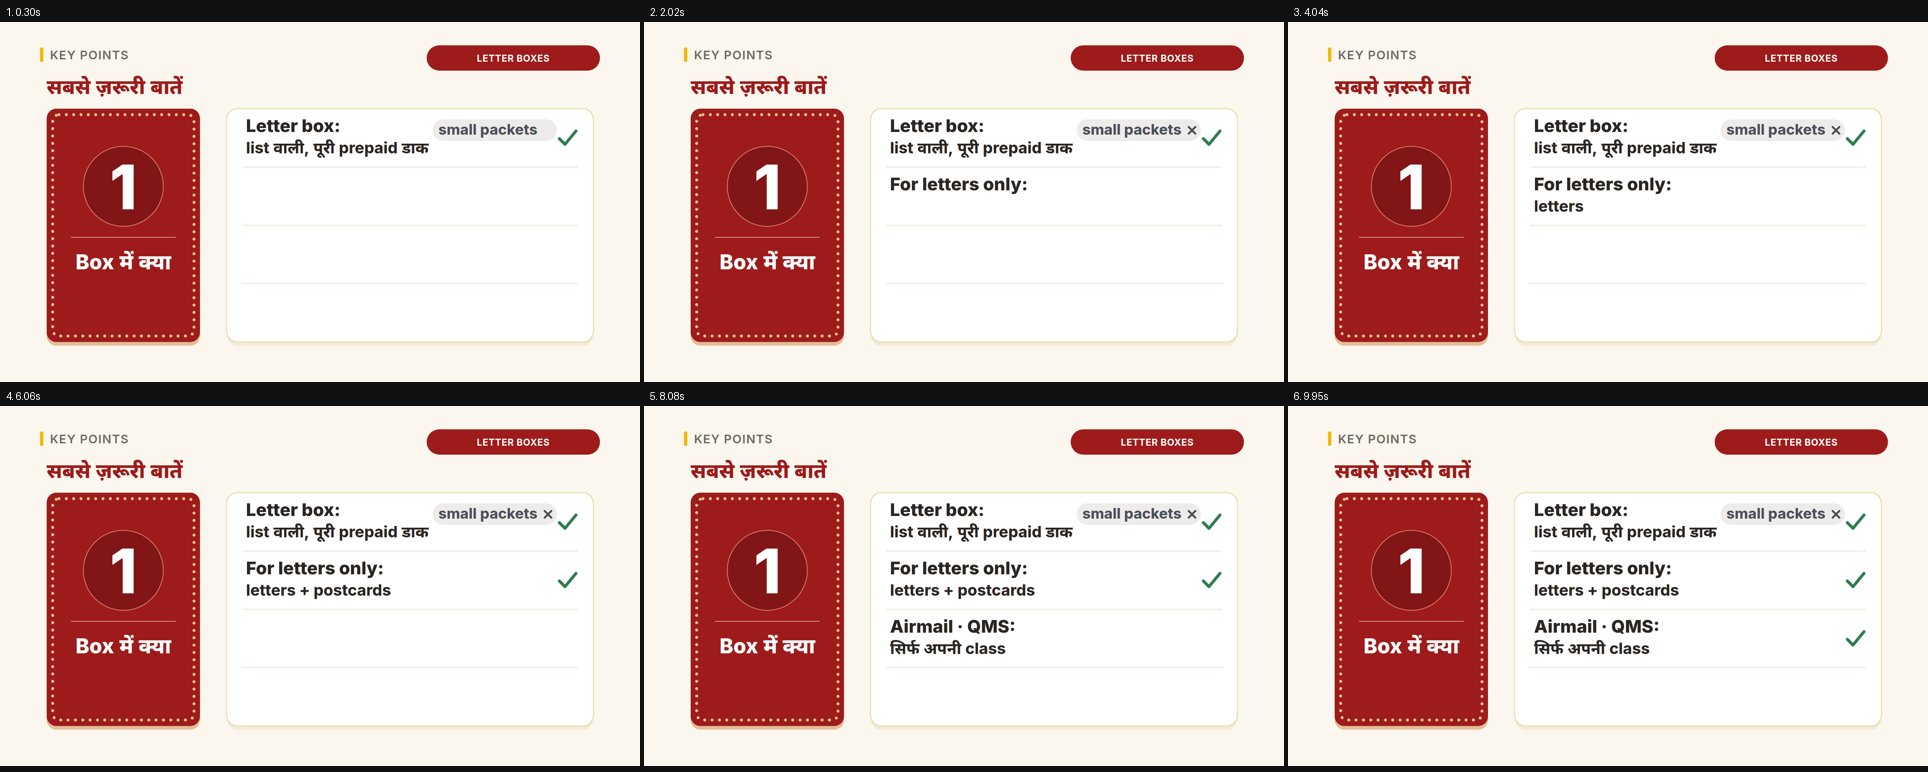 1. 0.30s
KEY POINTS
LETTER BOXES
सबसे ज़रूरी बातें
1
Box में क्या
Letter box:
small packets
list वाली, पूरी prepaid डाक
2. 2.02s
KEY POINTS
LETTER BOXES
सबसे ज़रूरी बातें
1
Box में क्या
Letter box:
small packets ×
list वाली, पूरी prepaid डाक
For letters only:
3. 4.04s
KEY POINTS
LETTER BOXES
सबसे ज़रूरी बातें
1
Box में क्या
Letter box:
small packets ×
list वाली, पूरी prepaid डाक
For letters only:
letters
4. 6.06s
KEY POINTS
LETTER BOXES
सबसे ज़रूरी बातें
1
Box में क्या
Letter box:
small packets ×
list वाली, पूरी prepaid डाक
For letters only:
letters + postcards
5. 8.08s
KEY POINTS
LETTER BOXES
सबसे ज़रूरी बातें
1
Box में क्या
Letter box:
small packets ×
list वाली, पूरी prepaid डाक
For letters only:
letters + postcards
Airmail · QMS:
सिर्फ अपनी class
6. 9.95s
KEY POINTS
LETTER BOXES
सबसे ज़रूरी बातें
1
Box में क्या
Letter box:
small packets ×
list वाली, पूरी prepaid डाक
For letters only:
letters + postcards
Airmail · QMS:
सिर्फ अपनी class